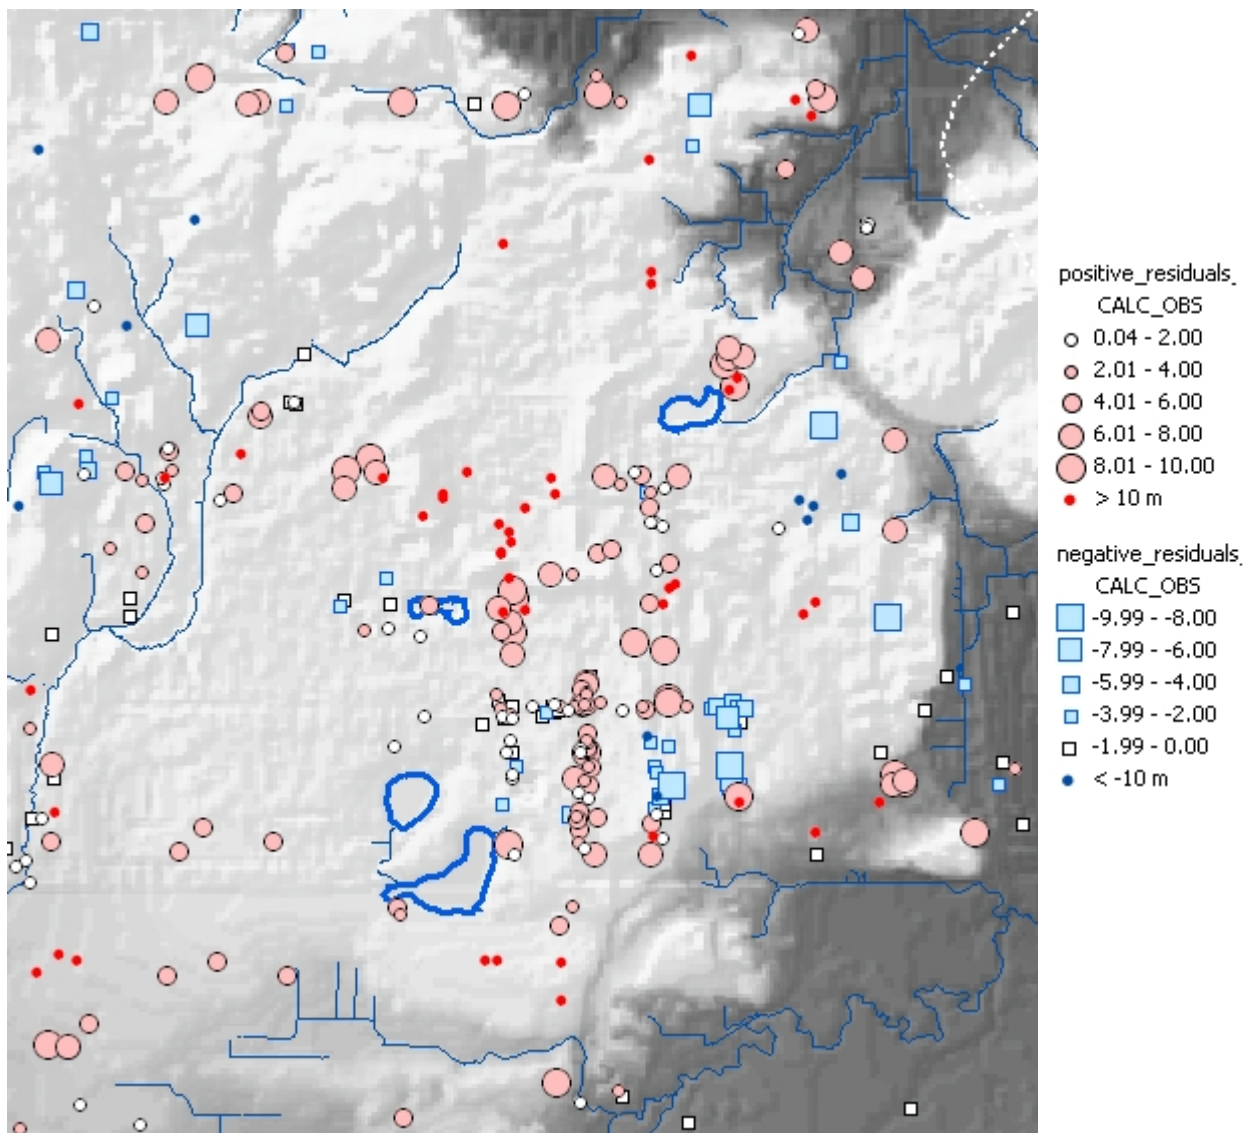 positive_residuals_
CALC_OBS
0.04 - 2.00
2.01 - 4.00
4.01 - 6.00
6.01 - 8.00
8.01 - 10.00
> 10 m
negative_residuals_
CALC_OBS
-9.99 - -8.00
-7.99 - -6.00
-5.99 - -4.00
-3.99 - -2.00
-1.99 - 0.00
< -10 m